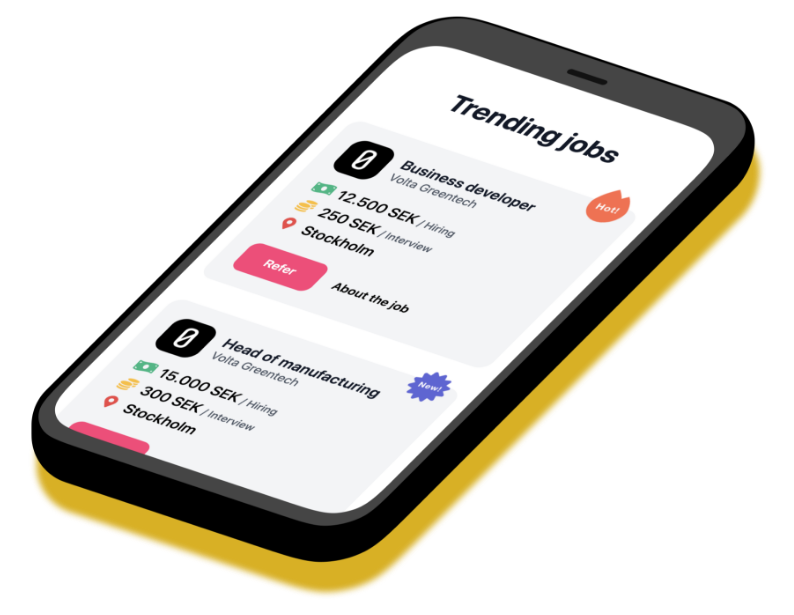 Trending jobs
Business developer
Volta Greentech
Hot!
12.500 SEK / Hiring
250 SEK / Interview
Stockholm
Refer
About the job
Head of manufacturing
Volta Greentech
New!
15.000 SEK / Hiring
300 SEK / Interview
Stockholm